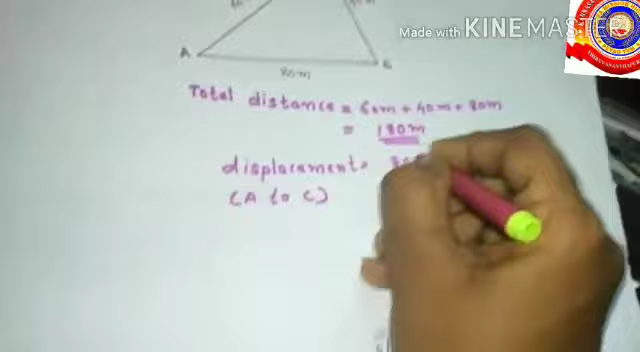 Made with KINEMASTER
A
C
80m
Total distance = 60m + 40m + 80m
= 180m
displacement =
(A to C)